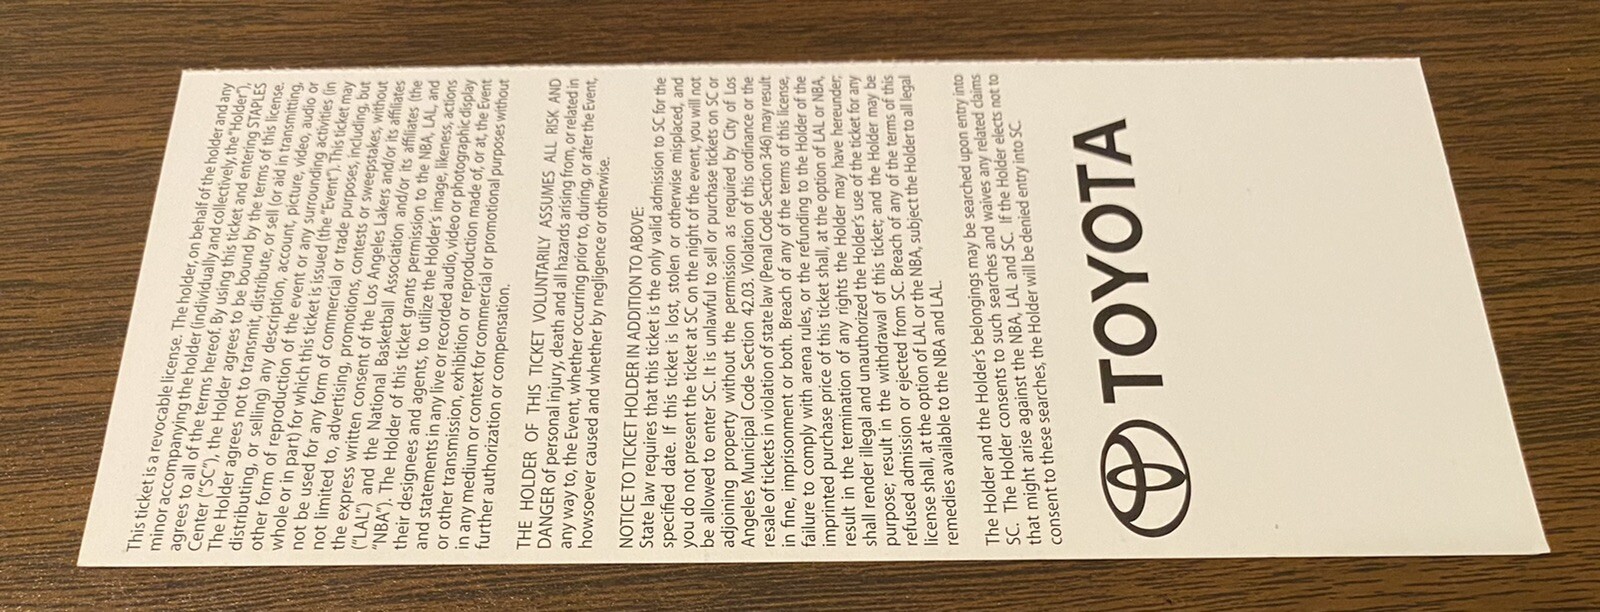 This ticket is a revocable license. The holder, on behalf of the holder and any
minor accompanying the holder (individually and collectively, the "Holder"),
agrees to all of the terms hereof. By using this ticket and entering STAPLES
Center ("SC"), the Holder agrees to be bound by the terms of this license.
The Holder agrees not to transmit, distribute, or sell (or aid in transmitting,
distributing, or selling) any description, account, picture, video, audio or
other form of reproduction of the event or any surrounding activities (in
whole or in part) for which this ticket is issued (the "Event"). This ticket may
not be used for any form of commercial or trade purposes, including, but
not limited to, advertising, promotions, contests or sweepstakes, without
the express written consent of the Los Angeles Lakers and/or its affiliates
("LAL") and the National Basketball Association and/or its affiliates (the
"NBA"). The Holder of this ticket grants permission to the NBA, LAL, and
their designees and agents, to utilize the Holder's image, likeness, actions
and statements in any live or recorded audio, video or photographic display
or other transmission, exhibition or reproduction made of, or at, the Event
in any medium or context for commercial or promotional purposes without
further authorization or compensation.
THE HOLDER OF THIS TICKET VOLUNTARILY ASSUMES ALL RISK AND
DANGER of personal injury, death and all hazards arising from, or related in
any way to, the Event, whether occurring prior to, during, or after the Event,
howsoever caused and whether by negligence or otherwise.
NOTICE TO TICKET HOLDER IN ADDITION TO ABOVE:
State law requires that this ticket is the only valid admission to SC for the
specified date. If this ticket is lost, stolen or otherwise misplaced, and
you do not present the ticket at SC on the night of the event, you will not
be allowed to enter SC. It is unlawful to sell or purchase tickets on SC or
adjoining property without the permission as required by City of Los
Angeles Municipal Code Section 42.03. Violation of this ordinance or the
resale of tickets in violation of state law (Penal Code Section 346) may result
in fine, imprisonment or both. Breach of any of the terms of this license,
failure to comply with arena rules, or the refunding to the Holder of the
imprinted purchase price of this ticket shall, at the option of LAL or NBA,
result in the termination of any rights the Holder may have hereunder;
shall render illegal and unauthorized the Holder's use of the ticket for any
purpose; result in the withdrawal of this ticket; and the Holder may be
refused admission or ejected from SC. Breach of any of the terms of this
license shall, at the option of LAL or the NBA, subject the Holder to all legal
remedies available to the NBA and LAL.
The Holder and the Holder's belongings may be searched upon entry into
SC. The Holder consents to such searches and waives any related claims
that might arise against the NBA, LAL and SC. If the Holder elects not to
consent to these searches, the Holder will be denied entry into SC.
TOYOTA